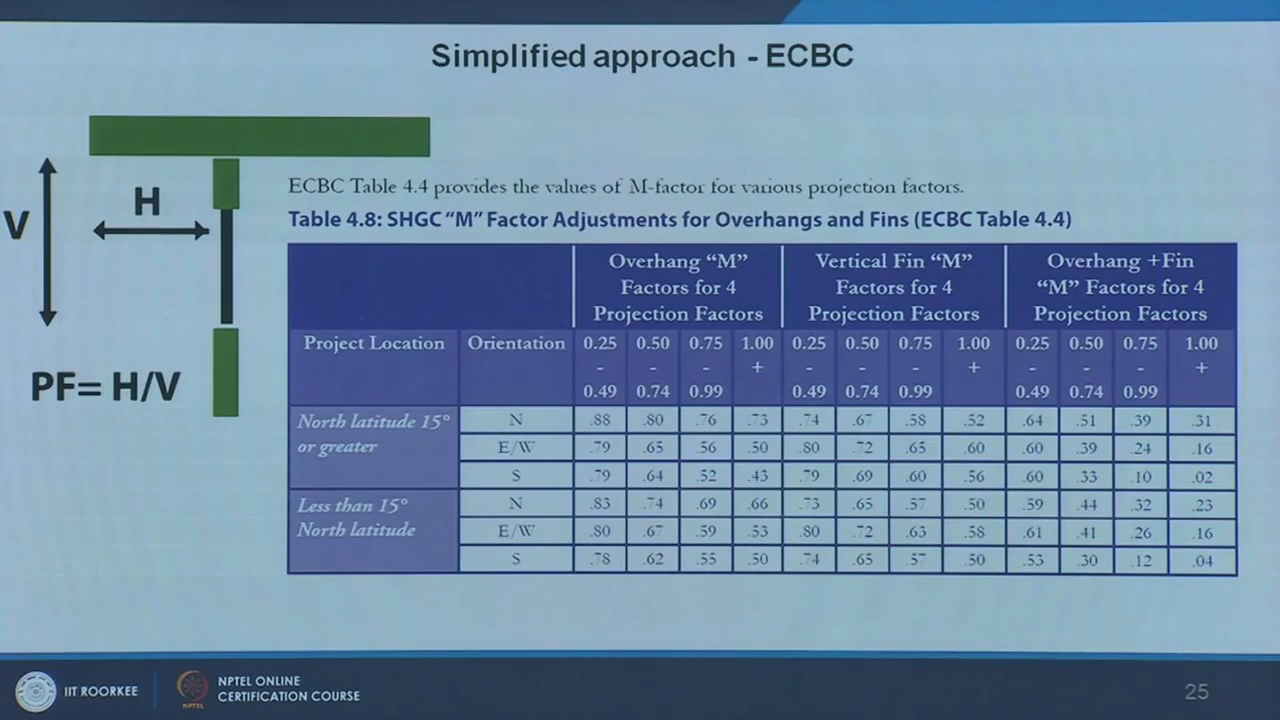 Simplified approach - ECBC
V
H
PF= H/V
ECBC Table 4.4 provides the values of M-factor for various projection factors.
Table 4.8: SHGC “M” Factor Adjustments for Overhangs and Fins (ECBC Table 4.4)
Overhang “M” Factors for 4 Projection Factors Vertical Fin “M” Factors for 4 Projection Factors Overhang +Fin “M” Factors for 4 Projection Factors
Project Location Orientation 0.25 - 0.49 0.50 - 0.74 0.75 - 0.99 1.00 + 0.25 - 0.49 0.50 - 0.74 0.75 - 0.99 1.00 + 0.25 - 0.49 0.50 - 0.74 0.75 - 0.99 1.00 +
North latitude 15° or greater
N .88 .80 .76 .73 .74 .67 .58 .52 .64 .51 .39 .31
E/W .79 .65 .56 .50 .80 .72 .65 .60 .60 .39 .24 .16
S .79 .64 .52 .43 .79 .69 .60 .56 .60 .33 .10 .02
Less than 15° North latitude
N .83 .74 .69 .66 .73 .65 .57 .50 .59 .44 .32 .23
E/W .80 .67 .59 .53 .80 .72 .63 .58 .61 .41 .26 .16
S .78 .62 .55 .50 .74 .65 .57 .50 .53 .30 .12 .04
IIT ROORKEE
NPTEL
NPTEL ONLINE
CERTIFICATION COURSE
25